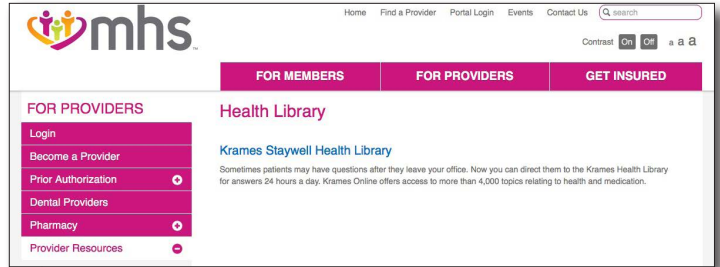 mhs
Home Find a Provider Portal Login Events Contact Us search
Contrast On Off a a a
FOR MEMBERS FOR PROVIDERS GET INSURED
FOR PROVIDERS
Login
Become a Provider
Prior Authorization
Dental Providers
Pharmacy
Provider Resources
Health Library
Krames Staywell Health Library
Sometimes patients may have questions after they leave your office. Now you can direct them to the Krames Health Library
for answers 24 hours a day. Krames Online offers access to more than 4,000 topics relating to health and medication.